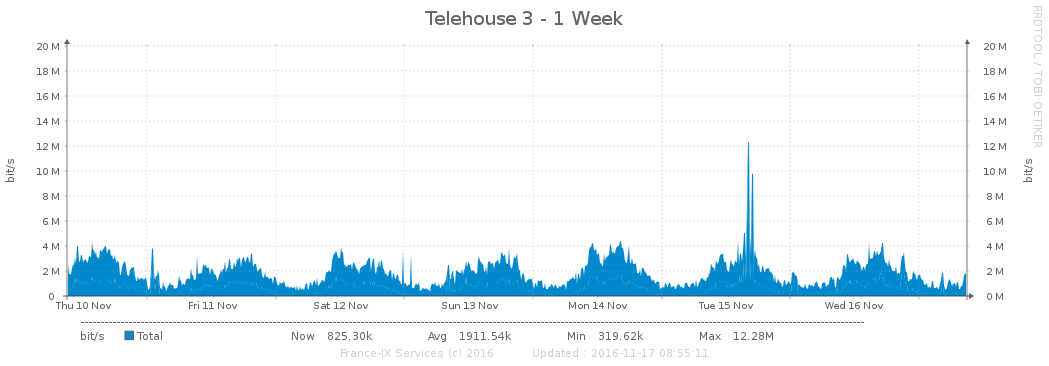 Telehouse 3 - 1 Week
RRDTOOL / TOBI OETIKER
bit/s
20 M 20 M
18 M 18 M
16 M 16 M
14 M 14 M
12 M 12 M
10 M 10 M
8 M 8 M
6 M 6 M
4 M 4 M
2 M 2 M
0 0 M
bit/s
Thu 10 Nov Fri 11 Nov Sat 12 Nov Sun 13 Nov Mon 14 Nov Tue 15 Nov Wed 16 Nov
bit/s Total Now 825.30k Avg 1911.54k Min 319.62k Max 12.28M
France-IX Services (c) 2016 Updated : 2016-11-17 08:55:11